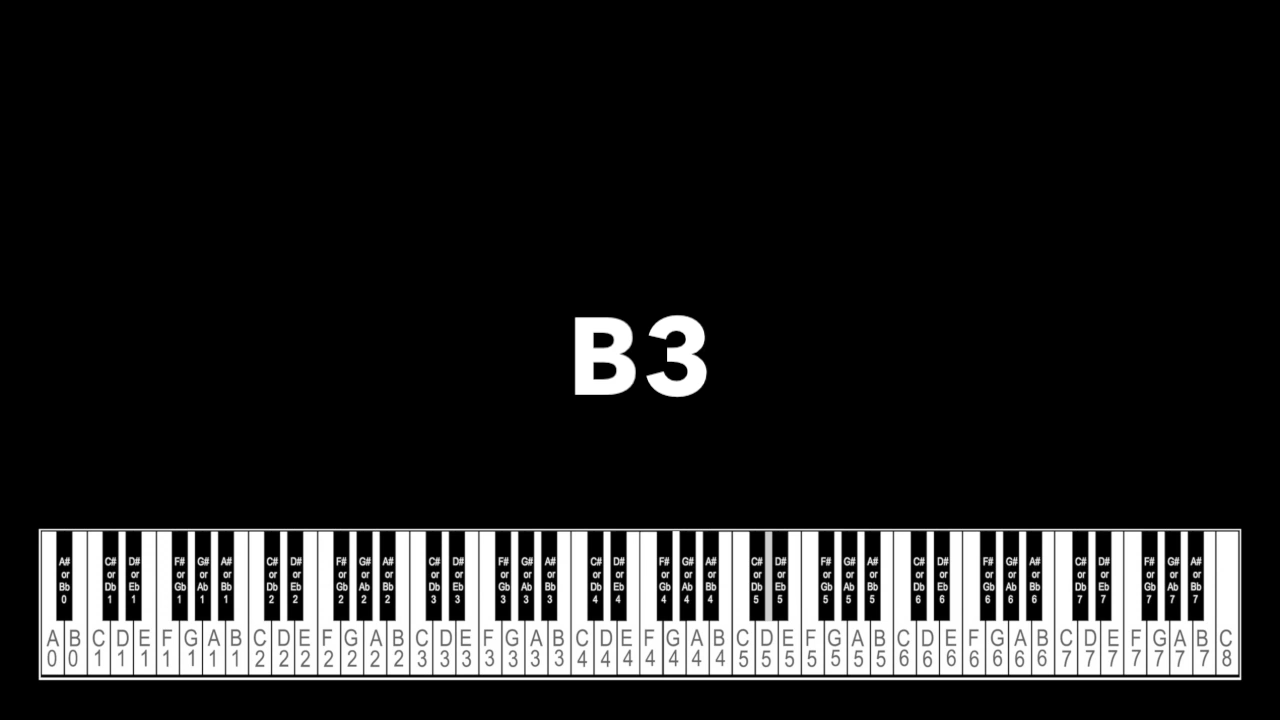 B3
A# C# D# F# G# A# C# D# F# G# A# C# D# F# G# A# C# D# F# G# A# C# D# F# G# A# C# D# F# G# A# C# D# F# G# A#
or or or or or or or or or or or or or or or or or or or or or or or or or or or or or or or or or or or or
Bb Db Eb Gb Ab Bb Db Eb Gb Ab Bb Db Eb Gb Ab Bb Db Eb Gb Ab Bb Db Eb Gb Ab Bb Db Eb Gb Ab Bb Db Eb Gb Ab Bb
0 1 1 1 1 1 2 2 2 2 2 3 3 3 3 3 4 4 4 4 4 5 5 5 5 5 6 6 6 6 6 7 7 7 7 7
A B C D E F G A B C D E F G A B C D E F G A B C D E F G A B C D E F G A B C D E F G A B C D E F G A B C
0 0 1 1 1 1 1 1 1 2 2 2 2 2 2 2 3 3 3 3 3 3 3 4 4 4 4 4 4 4 5 5 5 5 5 5 5 6 6 6 6 6 6 6 7 7 7 7 7 7 7 8